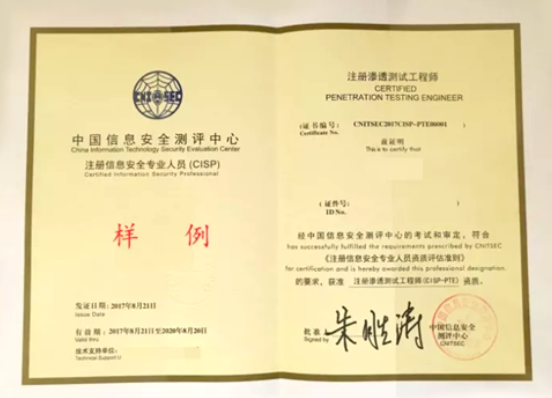 CNITSEC
中国信息安全测评中心
China Information Technology Security Evaluation Center
注册信息安全专业人员 (CISP)
Certified Information Security Professional
样 例
发证日期：2017年8月21日
Issue Date
有效期：2017年8月21日至2020年8月20日
Valid thru
技术支持单位：
Technical Support U
注册渗透测试工程师
CERTIFIED
PENETRATION TESTING ENGINEER
(证书编号) CNITSEC2017CISP-PTE00001
Certificate No.
兹证明
This is to certify that
(证件号)
ID No.
经中国信息安全测评中心的考试和审定，符合
has successfully fulfilled the requirements prescribed by CNITSEC
《注册信息安全专业人员资质评估准则》
for certification and is hereby awarded this professional designation.
的要求，获准 注册渗透测试工程师(CISP-PTE) 资质。
批准
Signed by
朱胜涛
中国信息安全
测评中心
CNITSEC